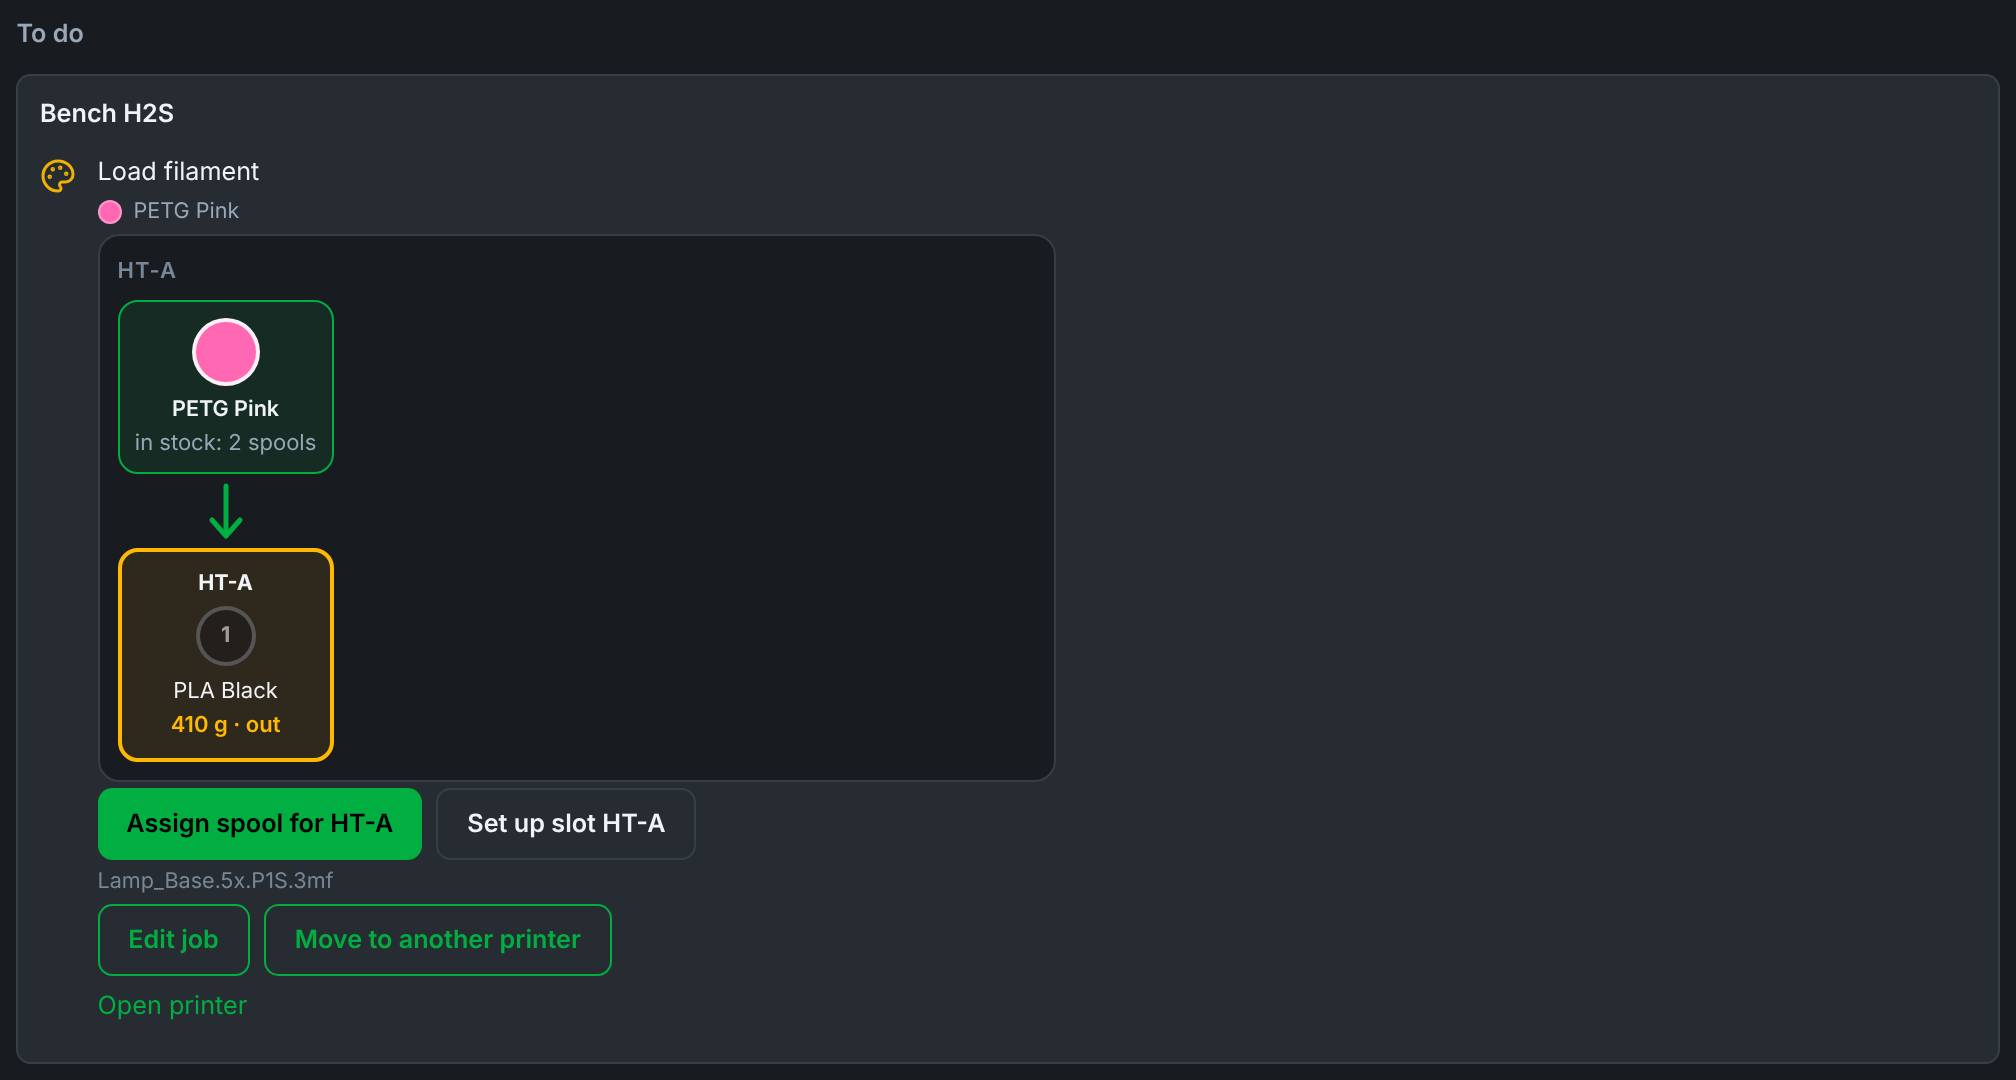 To do
Bench H2S
Load filament
PETG Pink
HT-A
PETG Pink
in stock: 2 spools
HT-A
1
PLA Black
410 g · out
Assign spool for HT-A
Set up slot HT-A
Lamp_Base.5x.P1S.3mf
Edit job
Move to another printer
Open printer